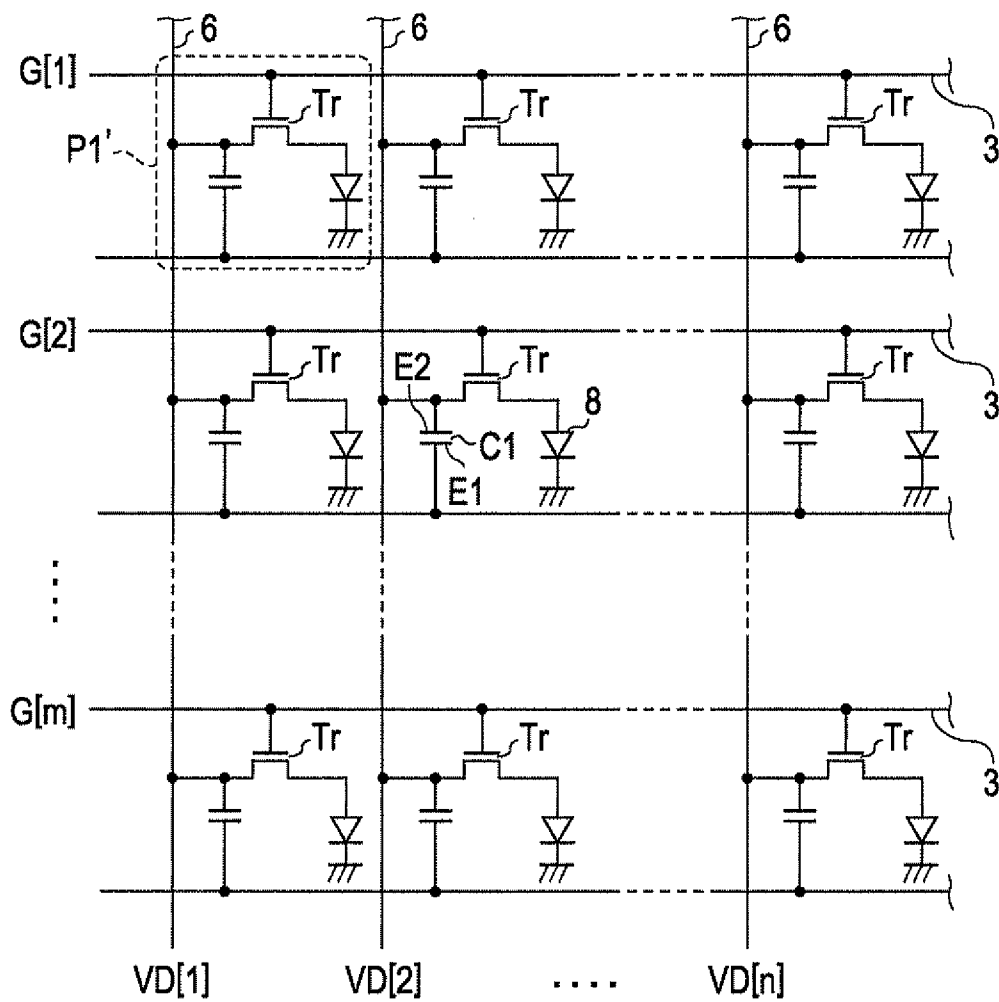 6 6 6
G[1]
Tr Tr Tr
P1'
3
G[2]
Tr Tr Tr
E2 8 3
C1
E1
G[m]
Tr Tr Tr
3
VD[1] VD[2] .... VD[n]